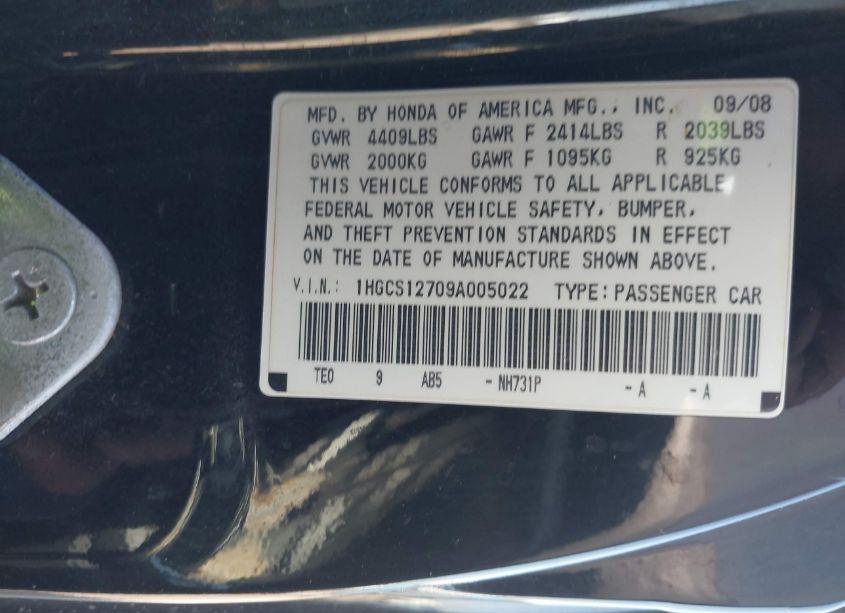 MFD. BY HONDA OF AMERICA MFG., INC. 09/08
GVWR 4409LBS GAWR F 2414LBS R 2039LBS
GVWR 2000KG GAWR F 1095KG R 925KG
THIS VEHICLE CONFORMS TO ALL APPLICABLE
FEDERAL MOTOR VEHICLE SAFETY, BUMPER,
AND THEFT PREVENTION STANDARDS IN EFFECT
ON THE DATE OF MANUFACTURE SHOWN ABOVE.
V.I.N.: 1HGCS12709A005022 TYPE: PASSENGER CAR
TE0 9 AB5 - NH731P - A - A